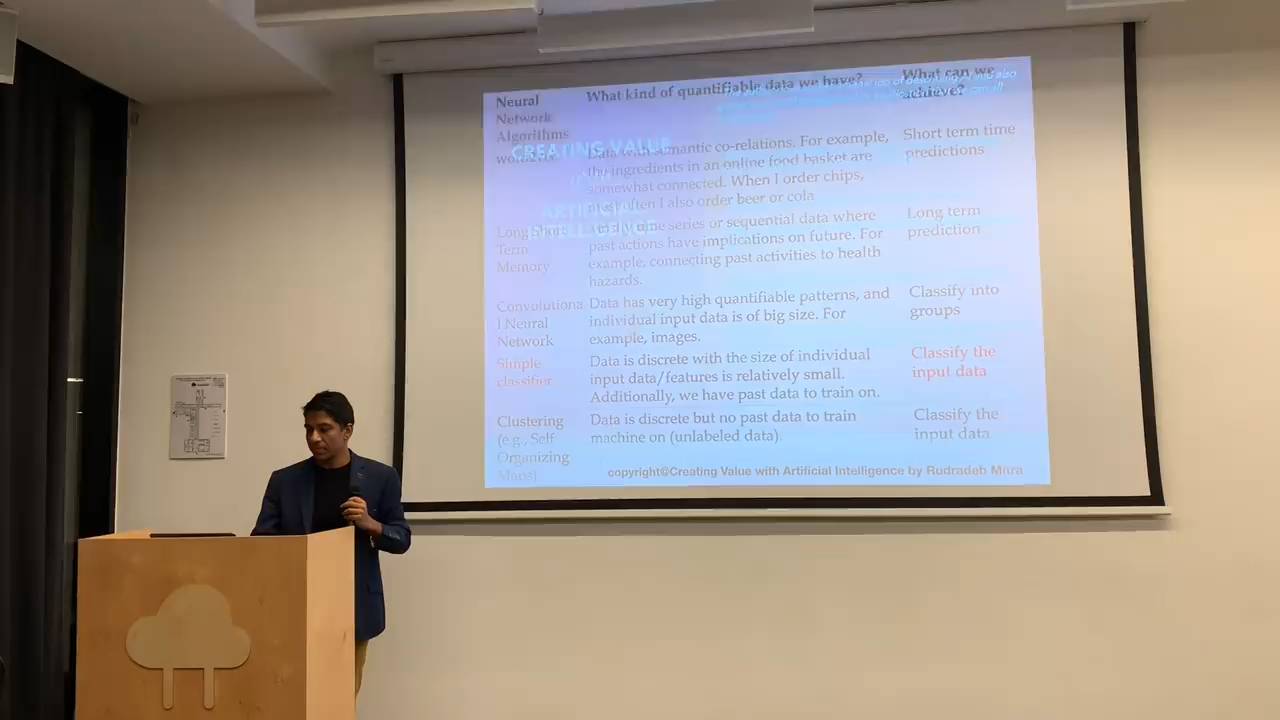 Neural
Network
Algorithms
What kind of quantifiable data we have?
What can we
achieve?
CREATING VALUE
ARTIFICIAL
Data with semantic co-relations. For example,
the ingredients in an online food basket are
somewhat connected. When I order chips,
most often I also order beer or cola
Short term time
predictions
Long Short
Term
Memory
time series or sequential data where
past actions have implications on future. For
example, connecting past activities to health
hazards.
Long term
prediction
Convolutiona
l Neural
Network
Data has very high quantifiable patterns, and
individual input data is of big size. For
example, images.
Classify into
groups
Simple
classifier
Data is discrete with the size of individual
input data/features is relatively small.
Additionally, we have past data to train on.
Classify the
input data
Clustering
(e.g., Self
Organizing
Maps)
Data is discrete but no past data to train
machine on (unlabeled data).
Classify the
input data
copyright@Creating Value with Artificial Intelligence by Rudradeb Mitra